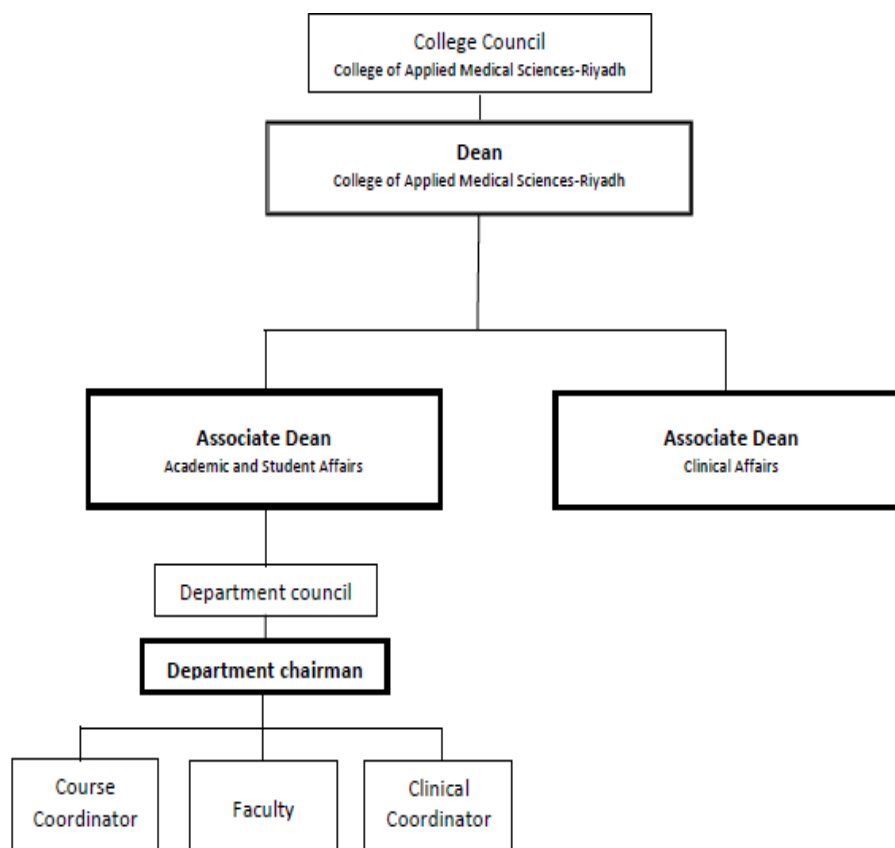 College Council
College of Applied Medical Sciences-Riyadh
Dean
College of Applied Medical Sciences-Riyadh
Associate Dean
Academic and Student Affairs
Associate Dean
Clinical Affairs
Department council
Department chairman
Course
Coordinator
Faculty
Clinical
Coordinator